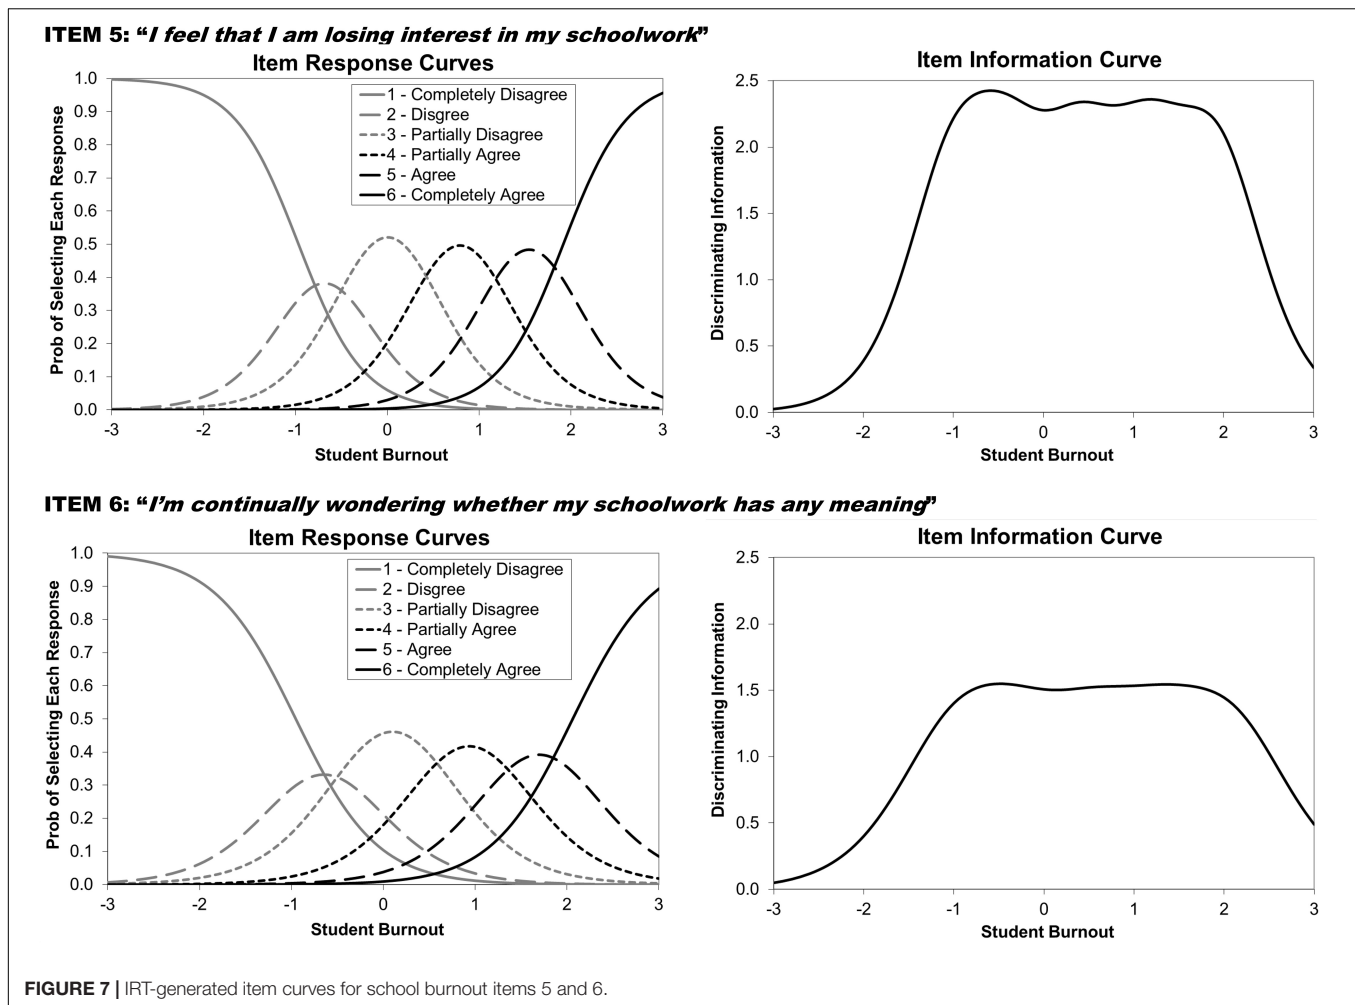 ITEM 5: “I feel that I am losing interest in my schoolwork”
Item Response Curves
1 - Completely Disagree
2 - Disgree
3 - Partially Disagree
4 - Partially Agree
5 - Agree
6 - Completely Agree
Prob of Selecting Each Response
1.0
0.9
0.8
0.7
0.6
0.5
0.4
0.3
0.2
0.1
0.0
-3 -2 -1 0 1 2 3
Student Burnout
Item Information Curve
Discriminating Information
2.5
2.0
1.5
1.0
0.5
0.0
-3 -2 -1 0 1 2 3
Student Burnout
ITEM 6: “I’m continually wondering whether my schoolwork has any meaning”
Item Response Curves
1 - Completely Disagree
2 - Disgree
3 - Partially Disagree
4 - Partially Agree
5 - Agree
6 - Completely Agree
Prob of Selecting Each Response
1.0
0.9
0.8
0.7
0.6
0.5
0.4
0.3
0.2
0.1
0.0
-3 -2 -1 0 1 2 3
Student Burnout
Item Information Curve
Discriminating Information
2.5
2.0
1.5
1.0
0.5
0.0
-3 -2 -1 0 1 2 3
Student Burnout
FIGURE 7 | IRT-generated item curves for school burnout items 5 and 6.